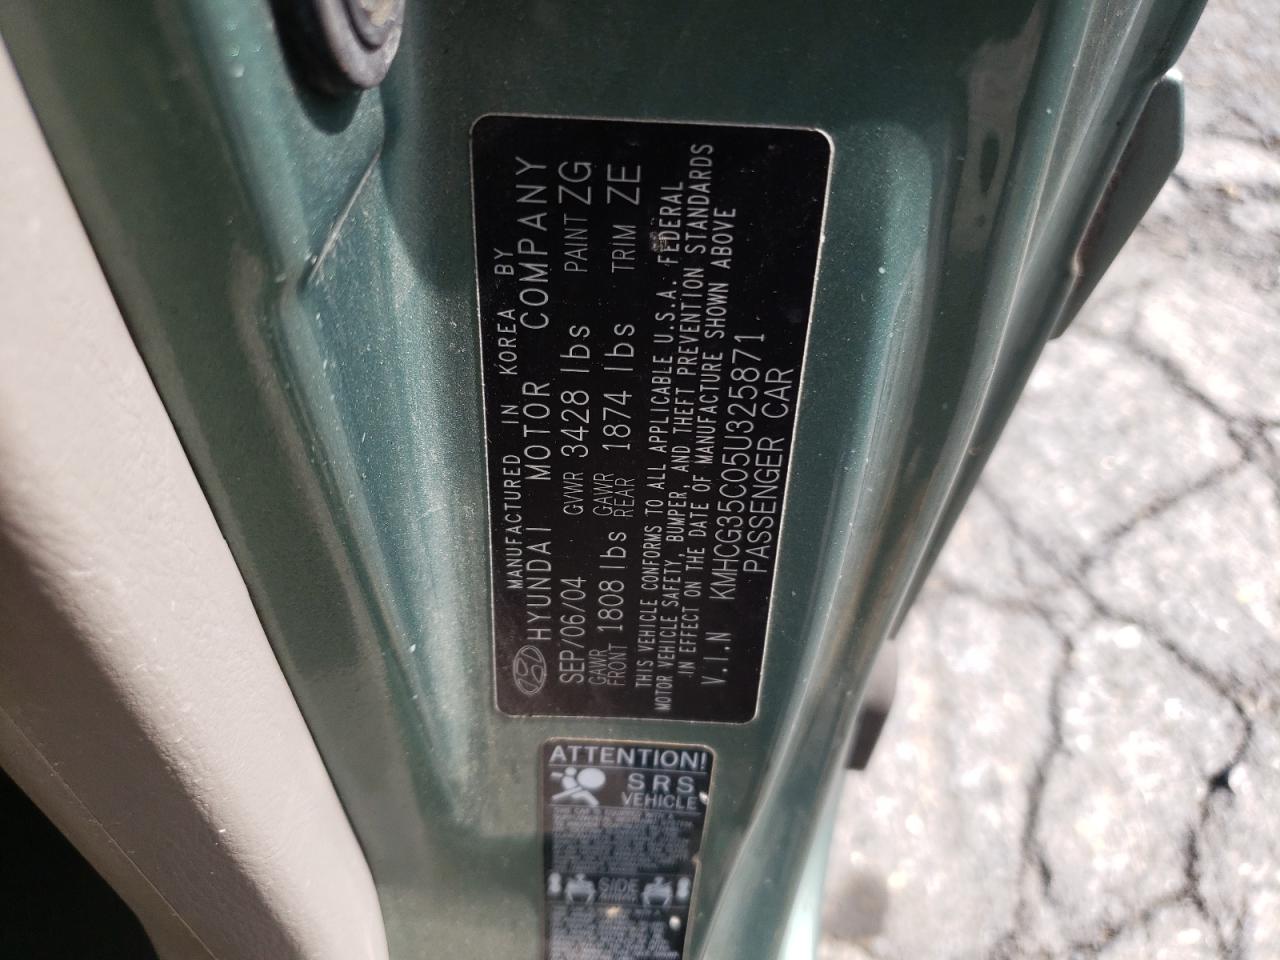 MANUFACTURED IN KOREA BY
HYUNDAI MOTOR COMPANY
SEP/06/04 GVWR 3428 lbs PAINT ZG
GAWR FRONT 1808 lbs GAWR REAR 1874 lbs TRIM ZE
THIS VEHICLE CONFORMS TO ALL APPLICABLE U.S.A. FEDERAL
MOTOR VEHICLE SAFETY, BUMPER, AND THEFT PREVENTION STANDARDS
IN EFFECT ON THE DATE OF MANUFACTURE SHOWN ABOVE
V.I.N KMHCG35C05U325871
PASSENGER CAR
ATTENTION!
SRS
VEHICLE
SIDE